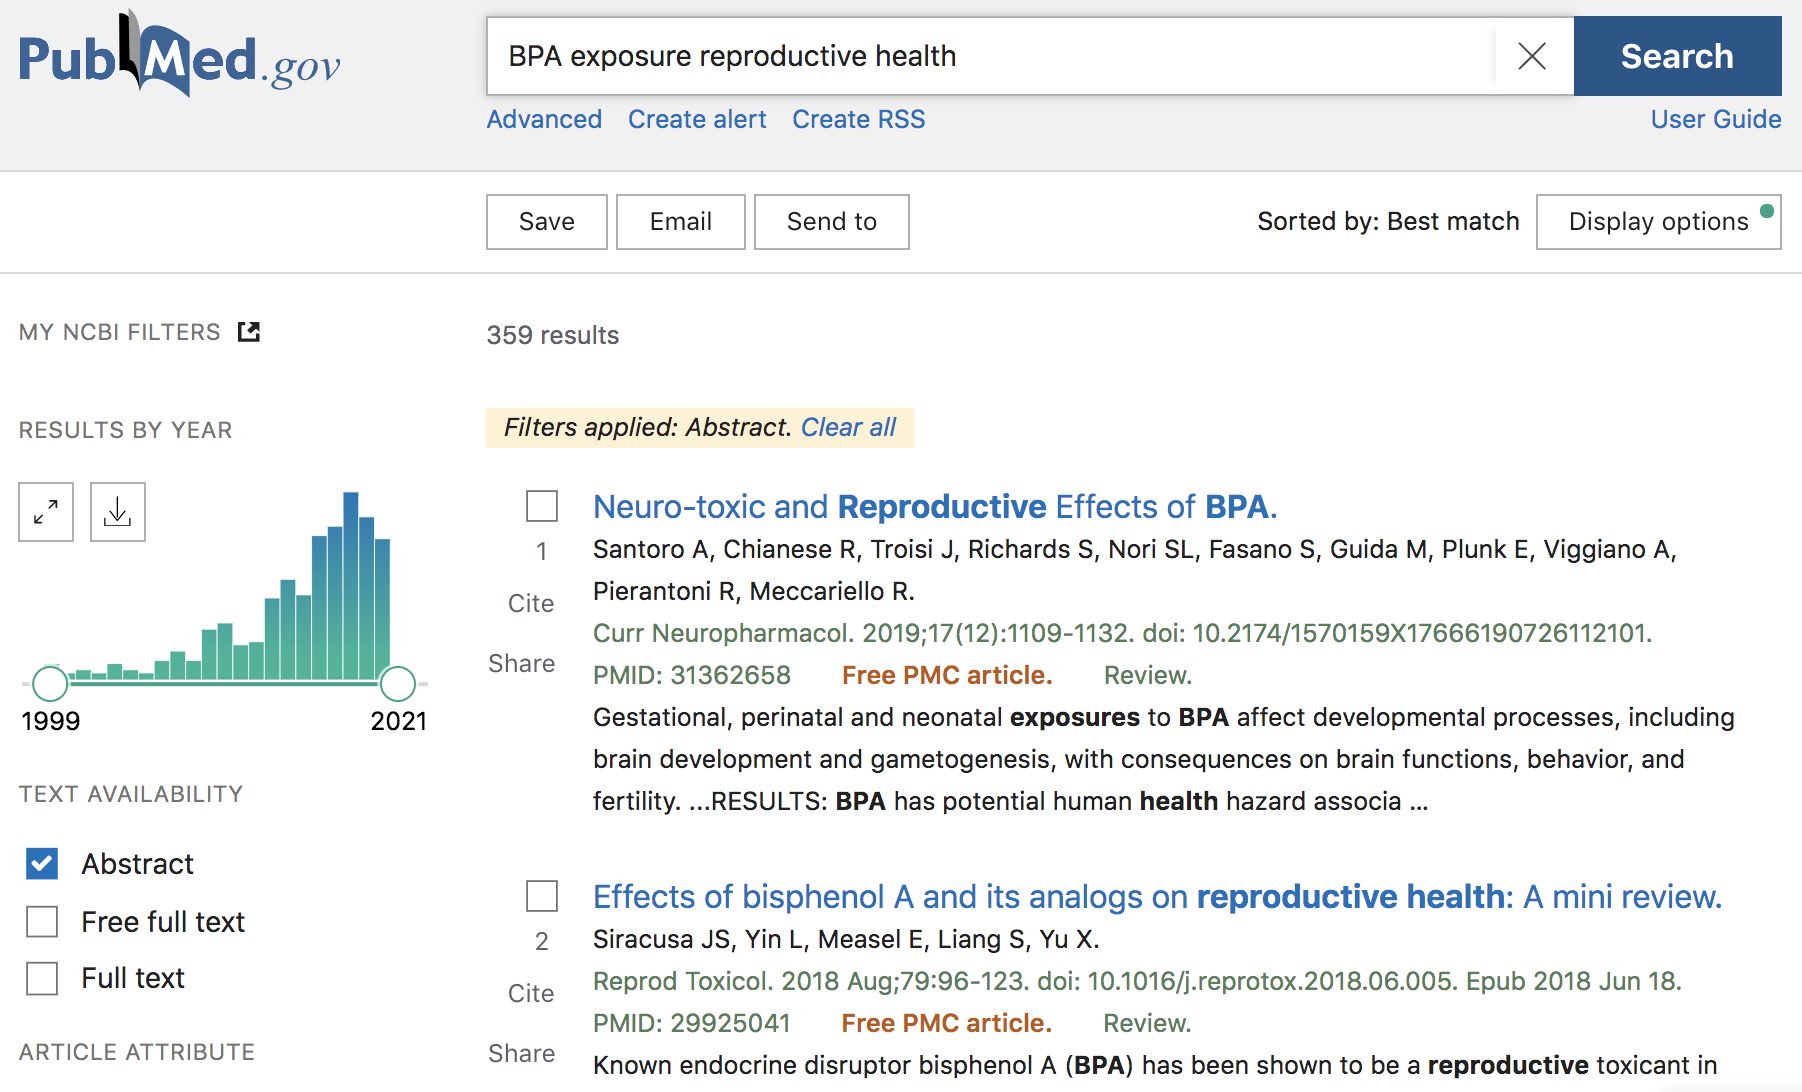 PubMed.gov
BPA exposure reproductive health
Search
Advanced Create alert Create RSS
User Guide
Save Email Send to
Sorted by: Best match Display options
MY NCBI FILTERS
359 results
RESULTS BY YEAR
1999 2021
Filters applied: Abstract. Clear all
TEXT AVAILABILITY
Abstract
Free full text
Full text
ARTICLE ATTRIBUTE
1
Cite
Share
Neuro-toxic and Reproductive Effects of BPA.
Santoro A, Chianese R, Troisi J, Richards S, Nori SL, Fasano S, Guida M, Plunk E, Viggiano A,
Pierantoni R, Meccariello R.
Curr Neuropharmacol. 2019;17(12):1109-1132. doi: 10.2174/1570159X17666190726112101.
PMID: 31362658 Free PMC article. Review.
Gestational, perinatal and neonatal exposures to BPA affect developmental processes, including
brain development and gametogenesis, with consequences on brain functions, behavior, and
fertility. ...RESULTS: BPA has potential human health hazard associa ...
2
Cite
Share
Effects of bisphenol A and its analogs on reproductive health: A mini review.
Siracusa JS, Yin L, Measel E, Liang S, Yu X.
Reprod Toxicol. 2018 Aug;79:96-123. doi: 10.1016/j.reprotox.2018.06.005. Epub 2018 Jun 18.
PMID: 29925041 Free PMC article. Review.
Known endocrine disruptor bisphenol A (BPA) has been shown to be a reproductive toxicant in